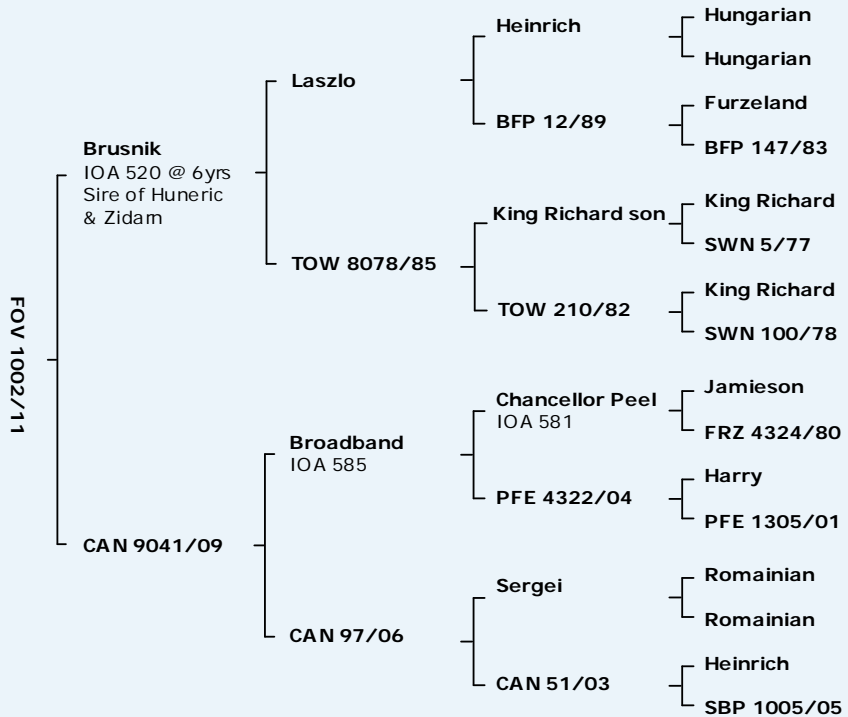 FOV 1002/11
Brusnik
IOA 520 @ 6yrs
Sire of Huneric
& Zidarn
CAN 9041/09
Laszlo
TOW 8078/85
Broadband
IOA 585
CAN 97/06
Heinrich
BFP 12/89
King Richard son
TOW 210/82
Chancellor Peel
IOA 581
PFE 4322/04
Sergei
CAN 51/03
Hungarian
Hungarian
Furzeland
BFP 147/83
King Richard
SWN 5/77
King Richard
SWN 100/78
Jamieson
FRZ 4324/80
Harry
PFE 1305/01
Romainian
Romainian
Heinrich
SBP 1005/05